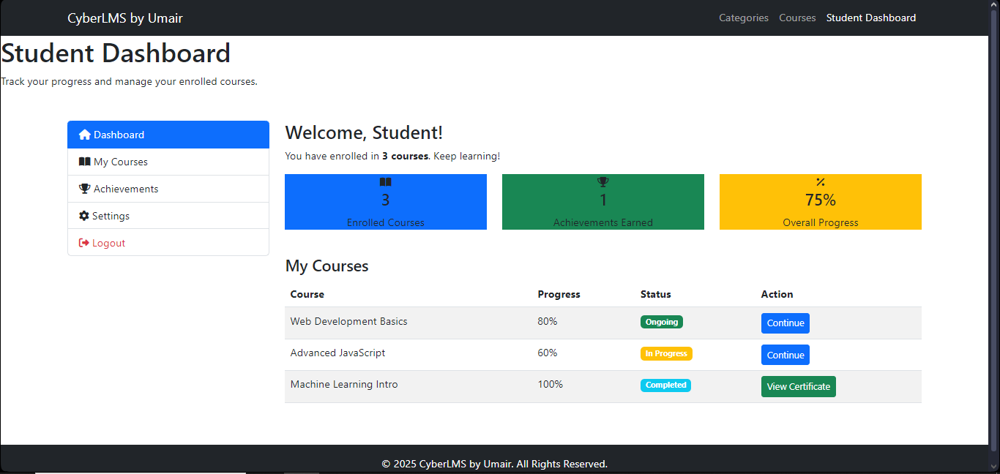 CyberLMS by Umair Categories Courses Student Dashboard
Student Dashboard
Track your progress and manage your enrolled courses.
Dashboard
My Courses
Achievements
Settings
Logout
Welcome, Student!
You have enrolled in 3 courses. Keep learning!
3
Enrolled Courses
1
Achievements Earned
75%
Overall Progress
My Courses
Course Progress Status Action
Web Development Basics 80% Ongoing Continue
Advanced JavaScript 60% In Progress Continue
Machine Learning Intro 100% Completed View Certificate
© 2025 CyberLMS by Umair. All Rights Reserved.